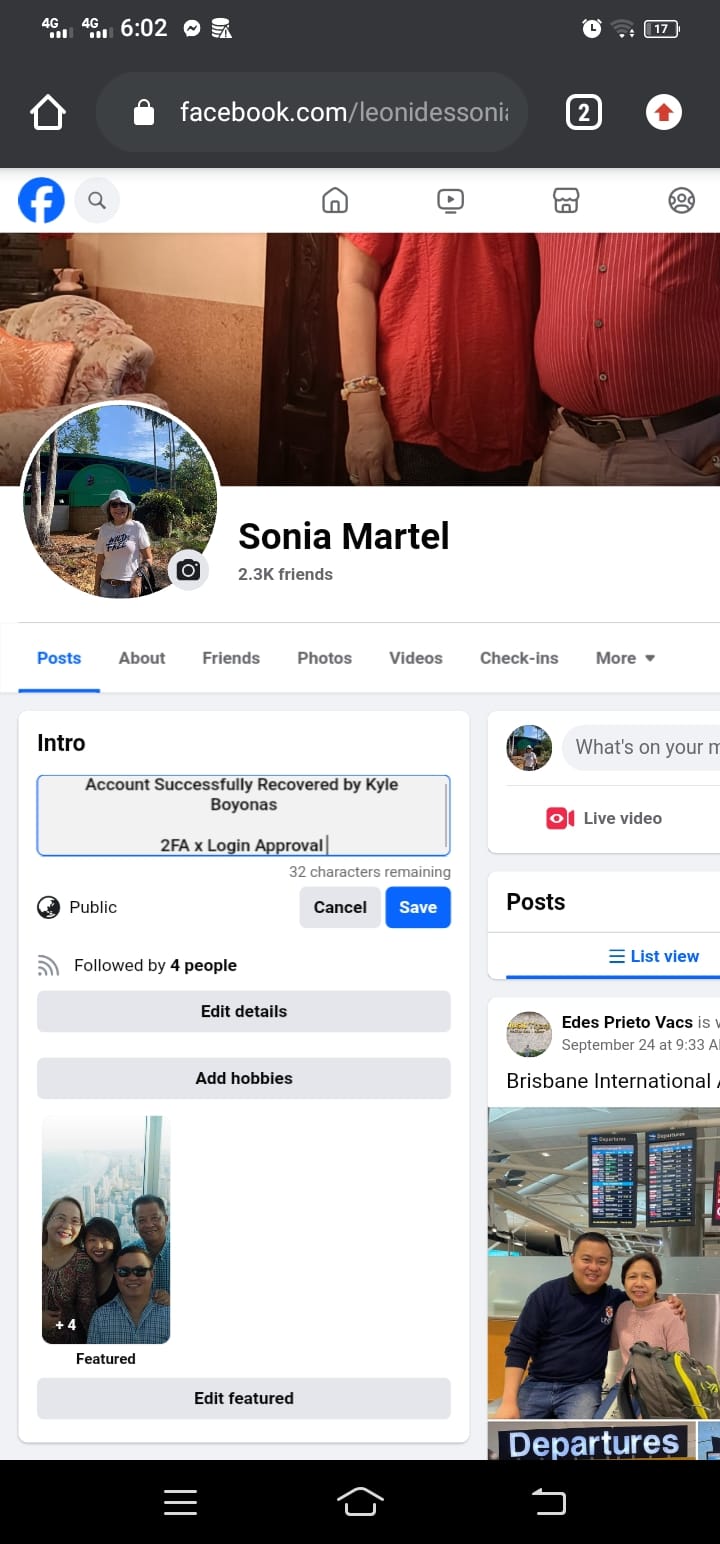 4G 4G 6:02 17
facebook.com/leonidessonia
2
Sonia Martel
2.3K friends
Posts About Friends Photos Videos Check-ins More
Intro
Account Successfully Recovered by Kyle
Boyonas
2FA x Login Approval
32 characters remaining
Public
Cancel Save
Followed by 4 people
Edit details
Add hobbies
+ 4
Featured
Edit featured
What's on your m
Live video
Posts
List view
Edes Prieto Vacs is
September 24 at 9:33 A
Brisbane International
Departures Departures
Departures